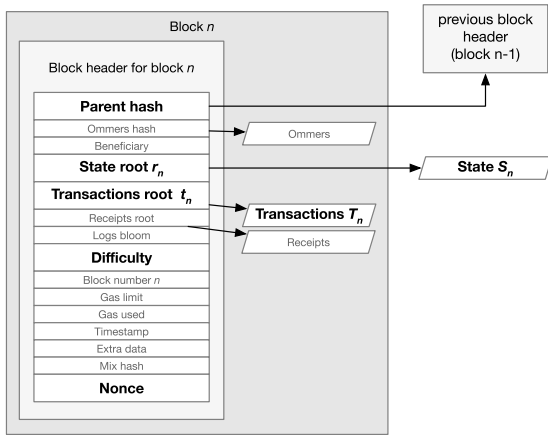 Block n
previous block
header
(block n-1)
Block header for block n
Parent hash
Ommers hash
Ommers
Beneficiary
State root rn
State Sn
Transactions root tn
Transactions Tn
Receipts root
Receipts
Logs bloom
Difficulty
Block number n
Gas limit
Gas used
Timestamp
Extra data
Mix hash
Nonce